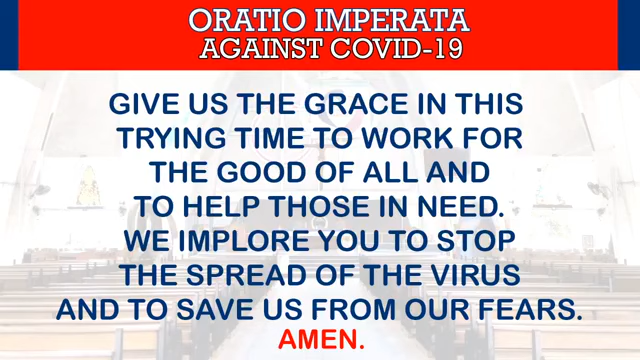 ORATIO IMPERATA
AGAINST COVID-19
GIVE US THE GRACE IN THIS
TRYING TIME TO WORK FOR
THE GOOD OF ALL AND
TO HELP THOSE IN NEED.
WE IMPLORE YOU TO STOP
THE SPREAD OF THE VIRUS
AND TO SAVE US FROM OUR FEARS.
AMEN.